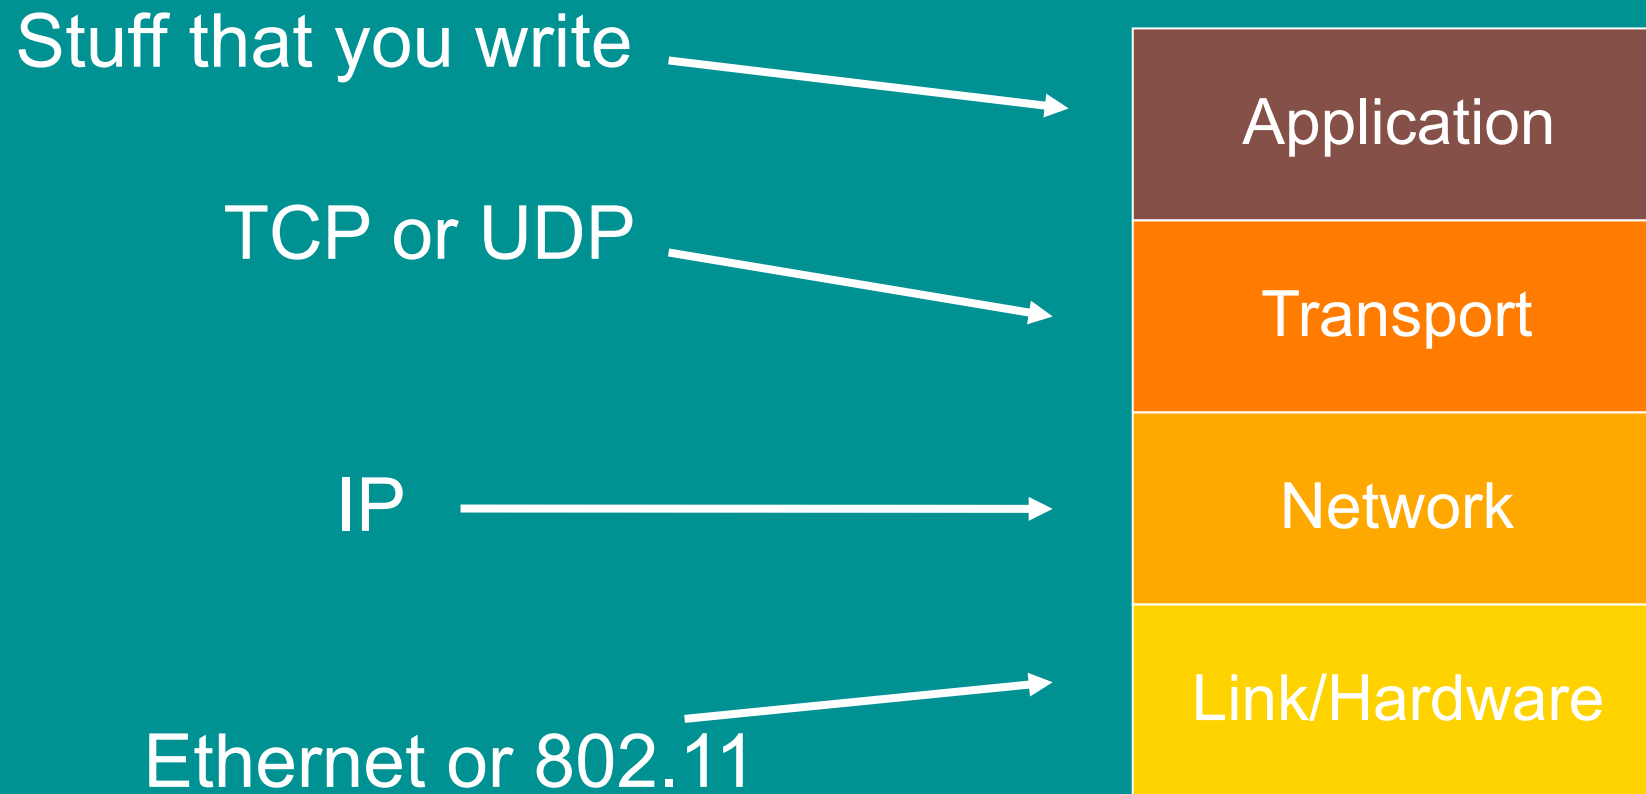 Stuff that you write
Application
TCP or UDP
Transport
IP
Network
Link/Hardware
Ethernet or 802.11